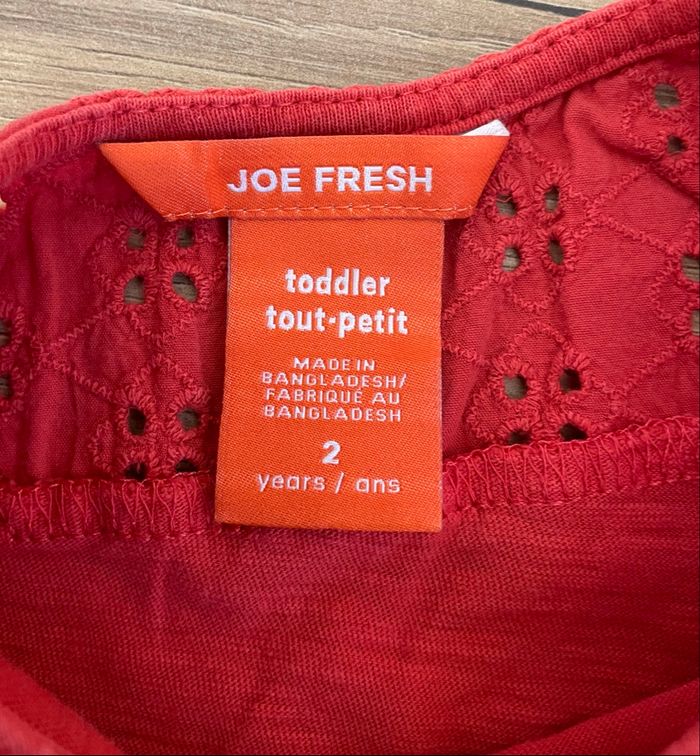 JOE FRESH
toddler
tout-petit
MADE IN
BANGLADESH/
FABRIQUÉ AU
BANGLADESH
2
years / ans